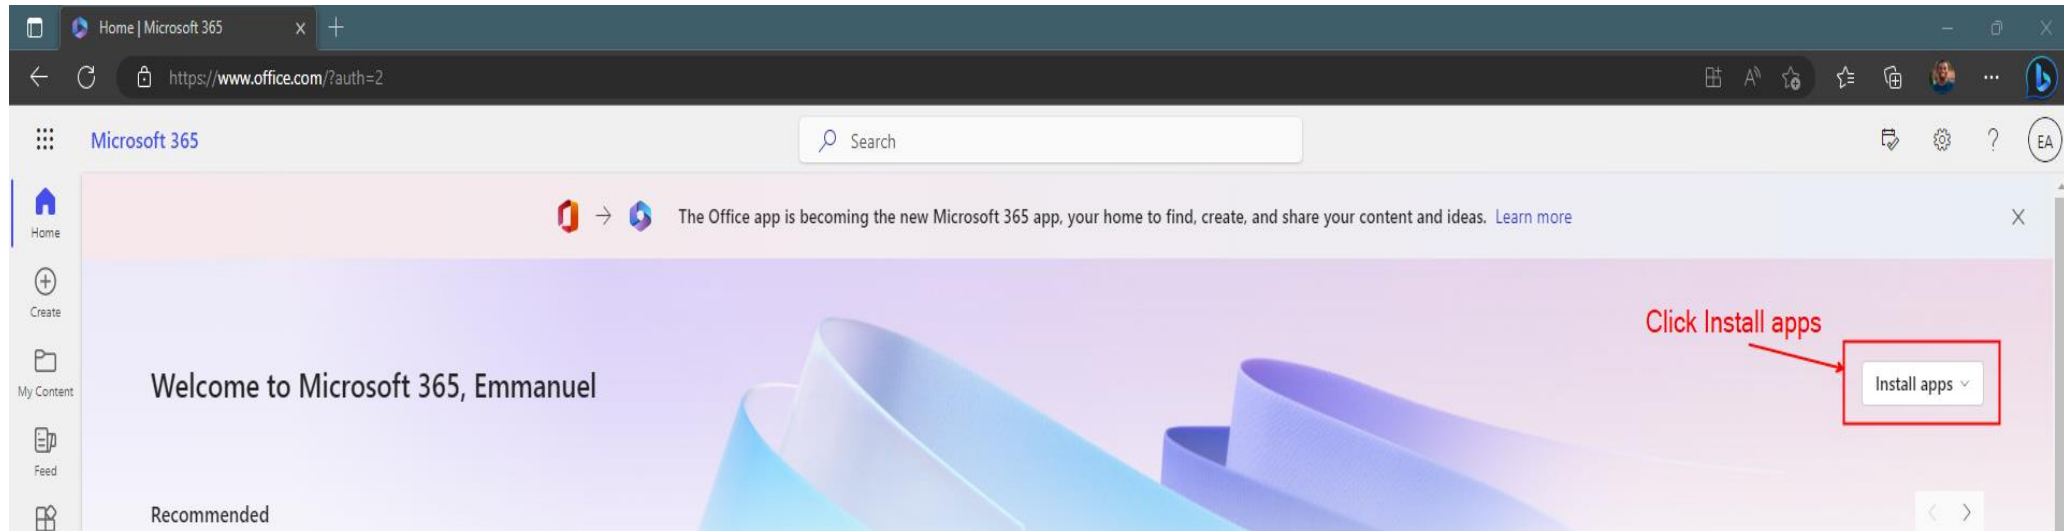 Home | Microsoft 365
https://www.office.com/?auth=2
Microsoft 365
Search
EA
Home
The Office app is becoming the new Microsoft 365 app, your home to find, create, and share your content and ideas. Learn more
Create
Click Install apps
My Content
Welcome to Microsoft 365, Emmanuel
Install apps
Feed
Recommended